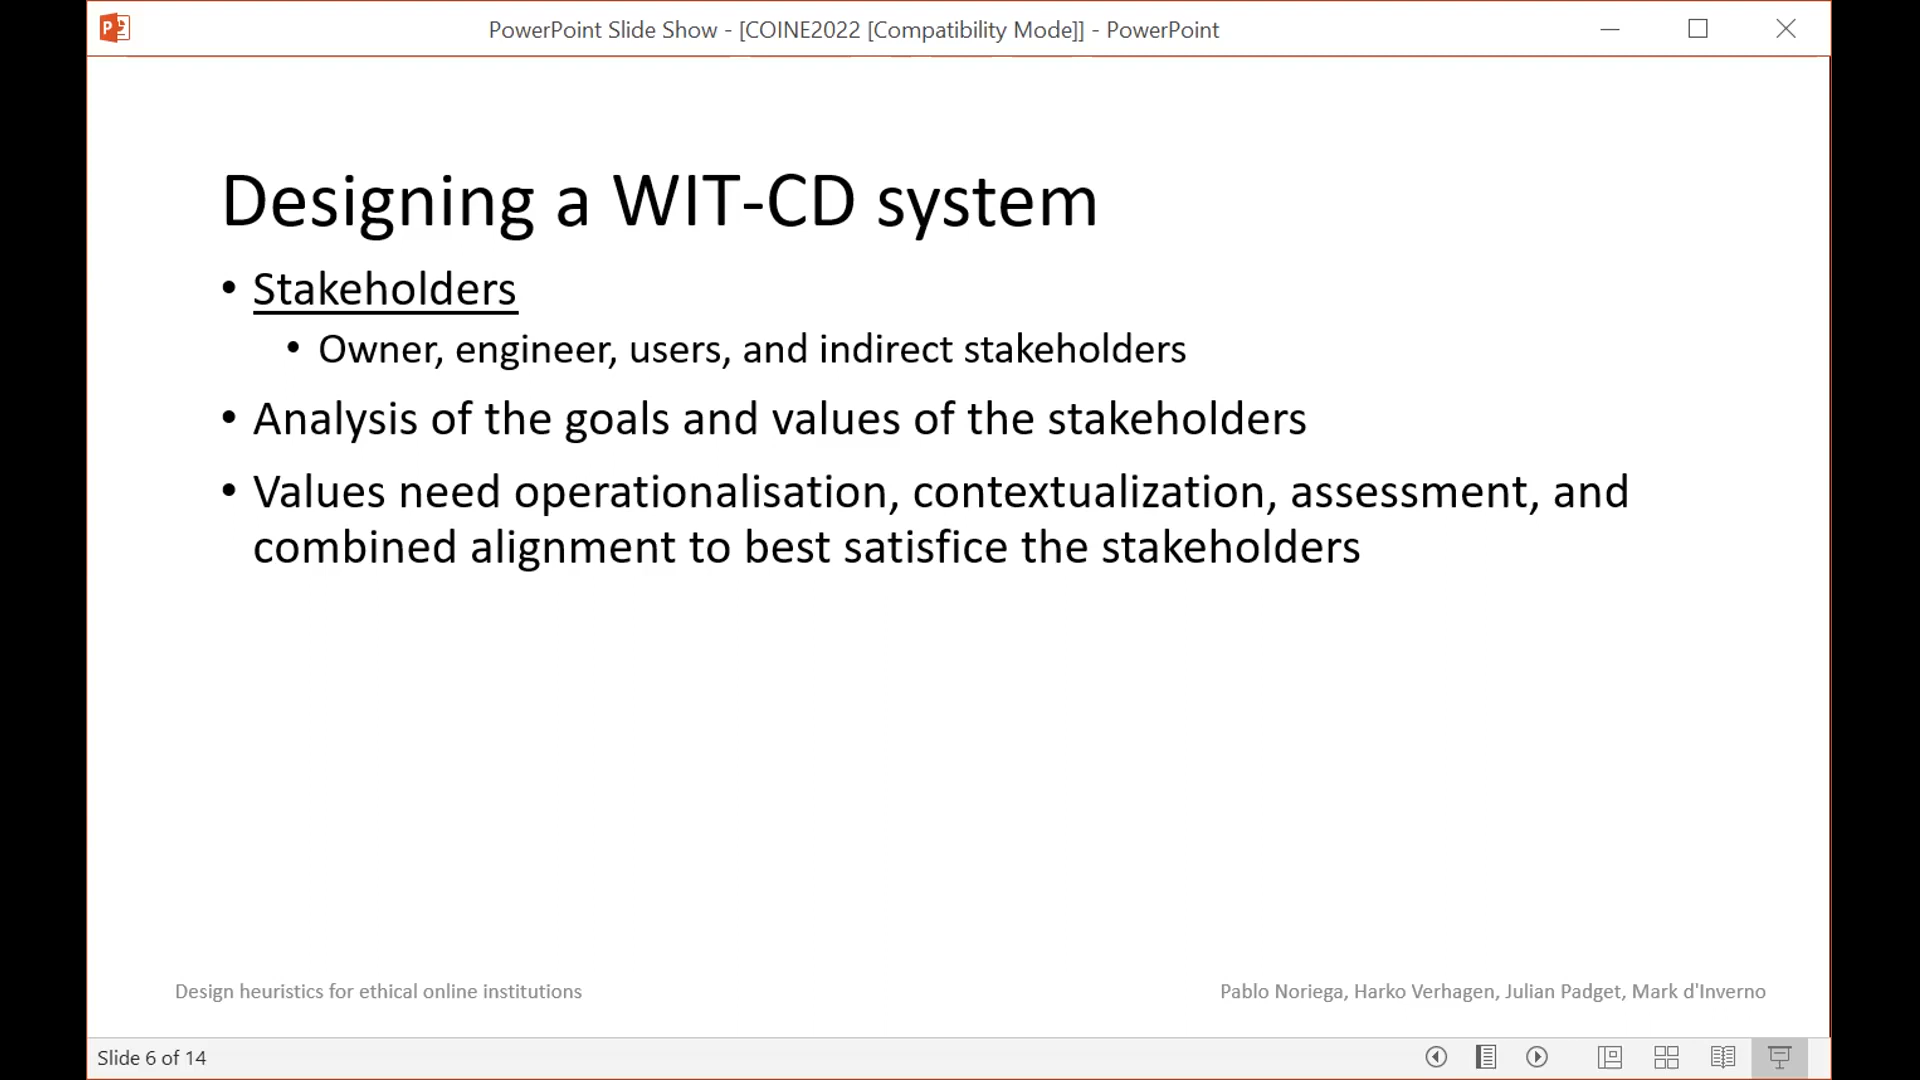 PowerPoint Slide Show - [COINE2022 [Compatibility Mode]] - PowerPoint
Designing a WIT-CD system
• Stakeholders
• Owner, engineer, users, and indirect stakeholders
• Analysis of the goals and values of the stakeholders
• Values need operationalisation, contextualization, assessment, and
combined alignment to best satisfice the stakeholders
Design heuristics for ethical online institutions
Pablo Noriega, Harko Verhagen, Julian Padget, Mark d'Inverno
Slide 6 of 14